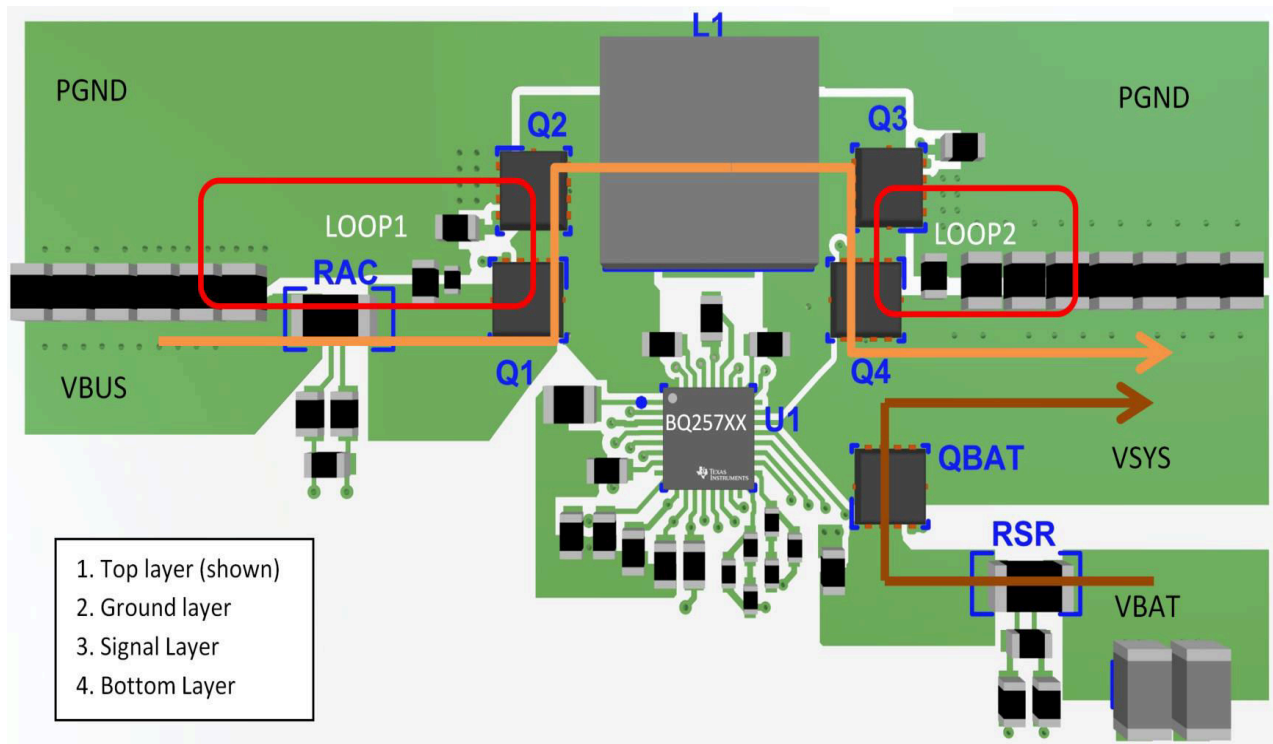 L1
PGND
PGND
Q2
Q3
LOOP1
LOOP2
RAC
Q1
Q4
VBUS
BQ257XX
U1
TEXAS
INSTRUMENTS
QBAT
VSYS
RSR
VBAT
1. Top layer (shown)
2. Ground layer
3. Signal Layer
4. Bottom Layer